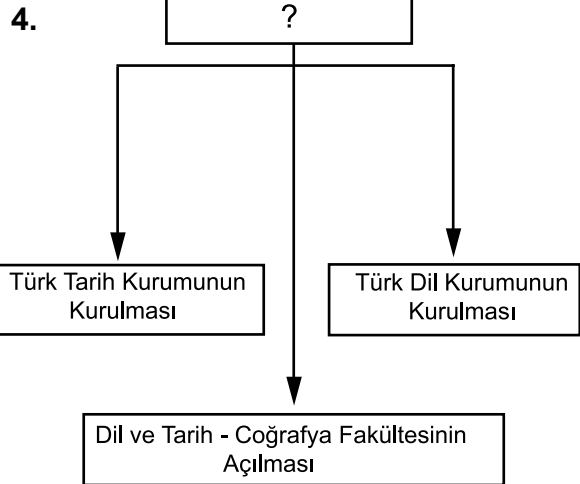 4.
?
Türk Tarih Kurumunun
Kurulması
Türk Dil Kurumunun
Kurulması
Dil ve Tarih - Coğrafya Fakültesinin
Açılması